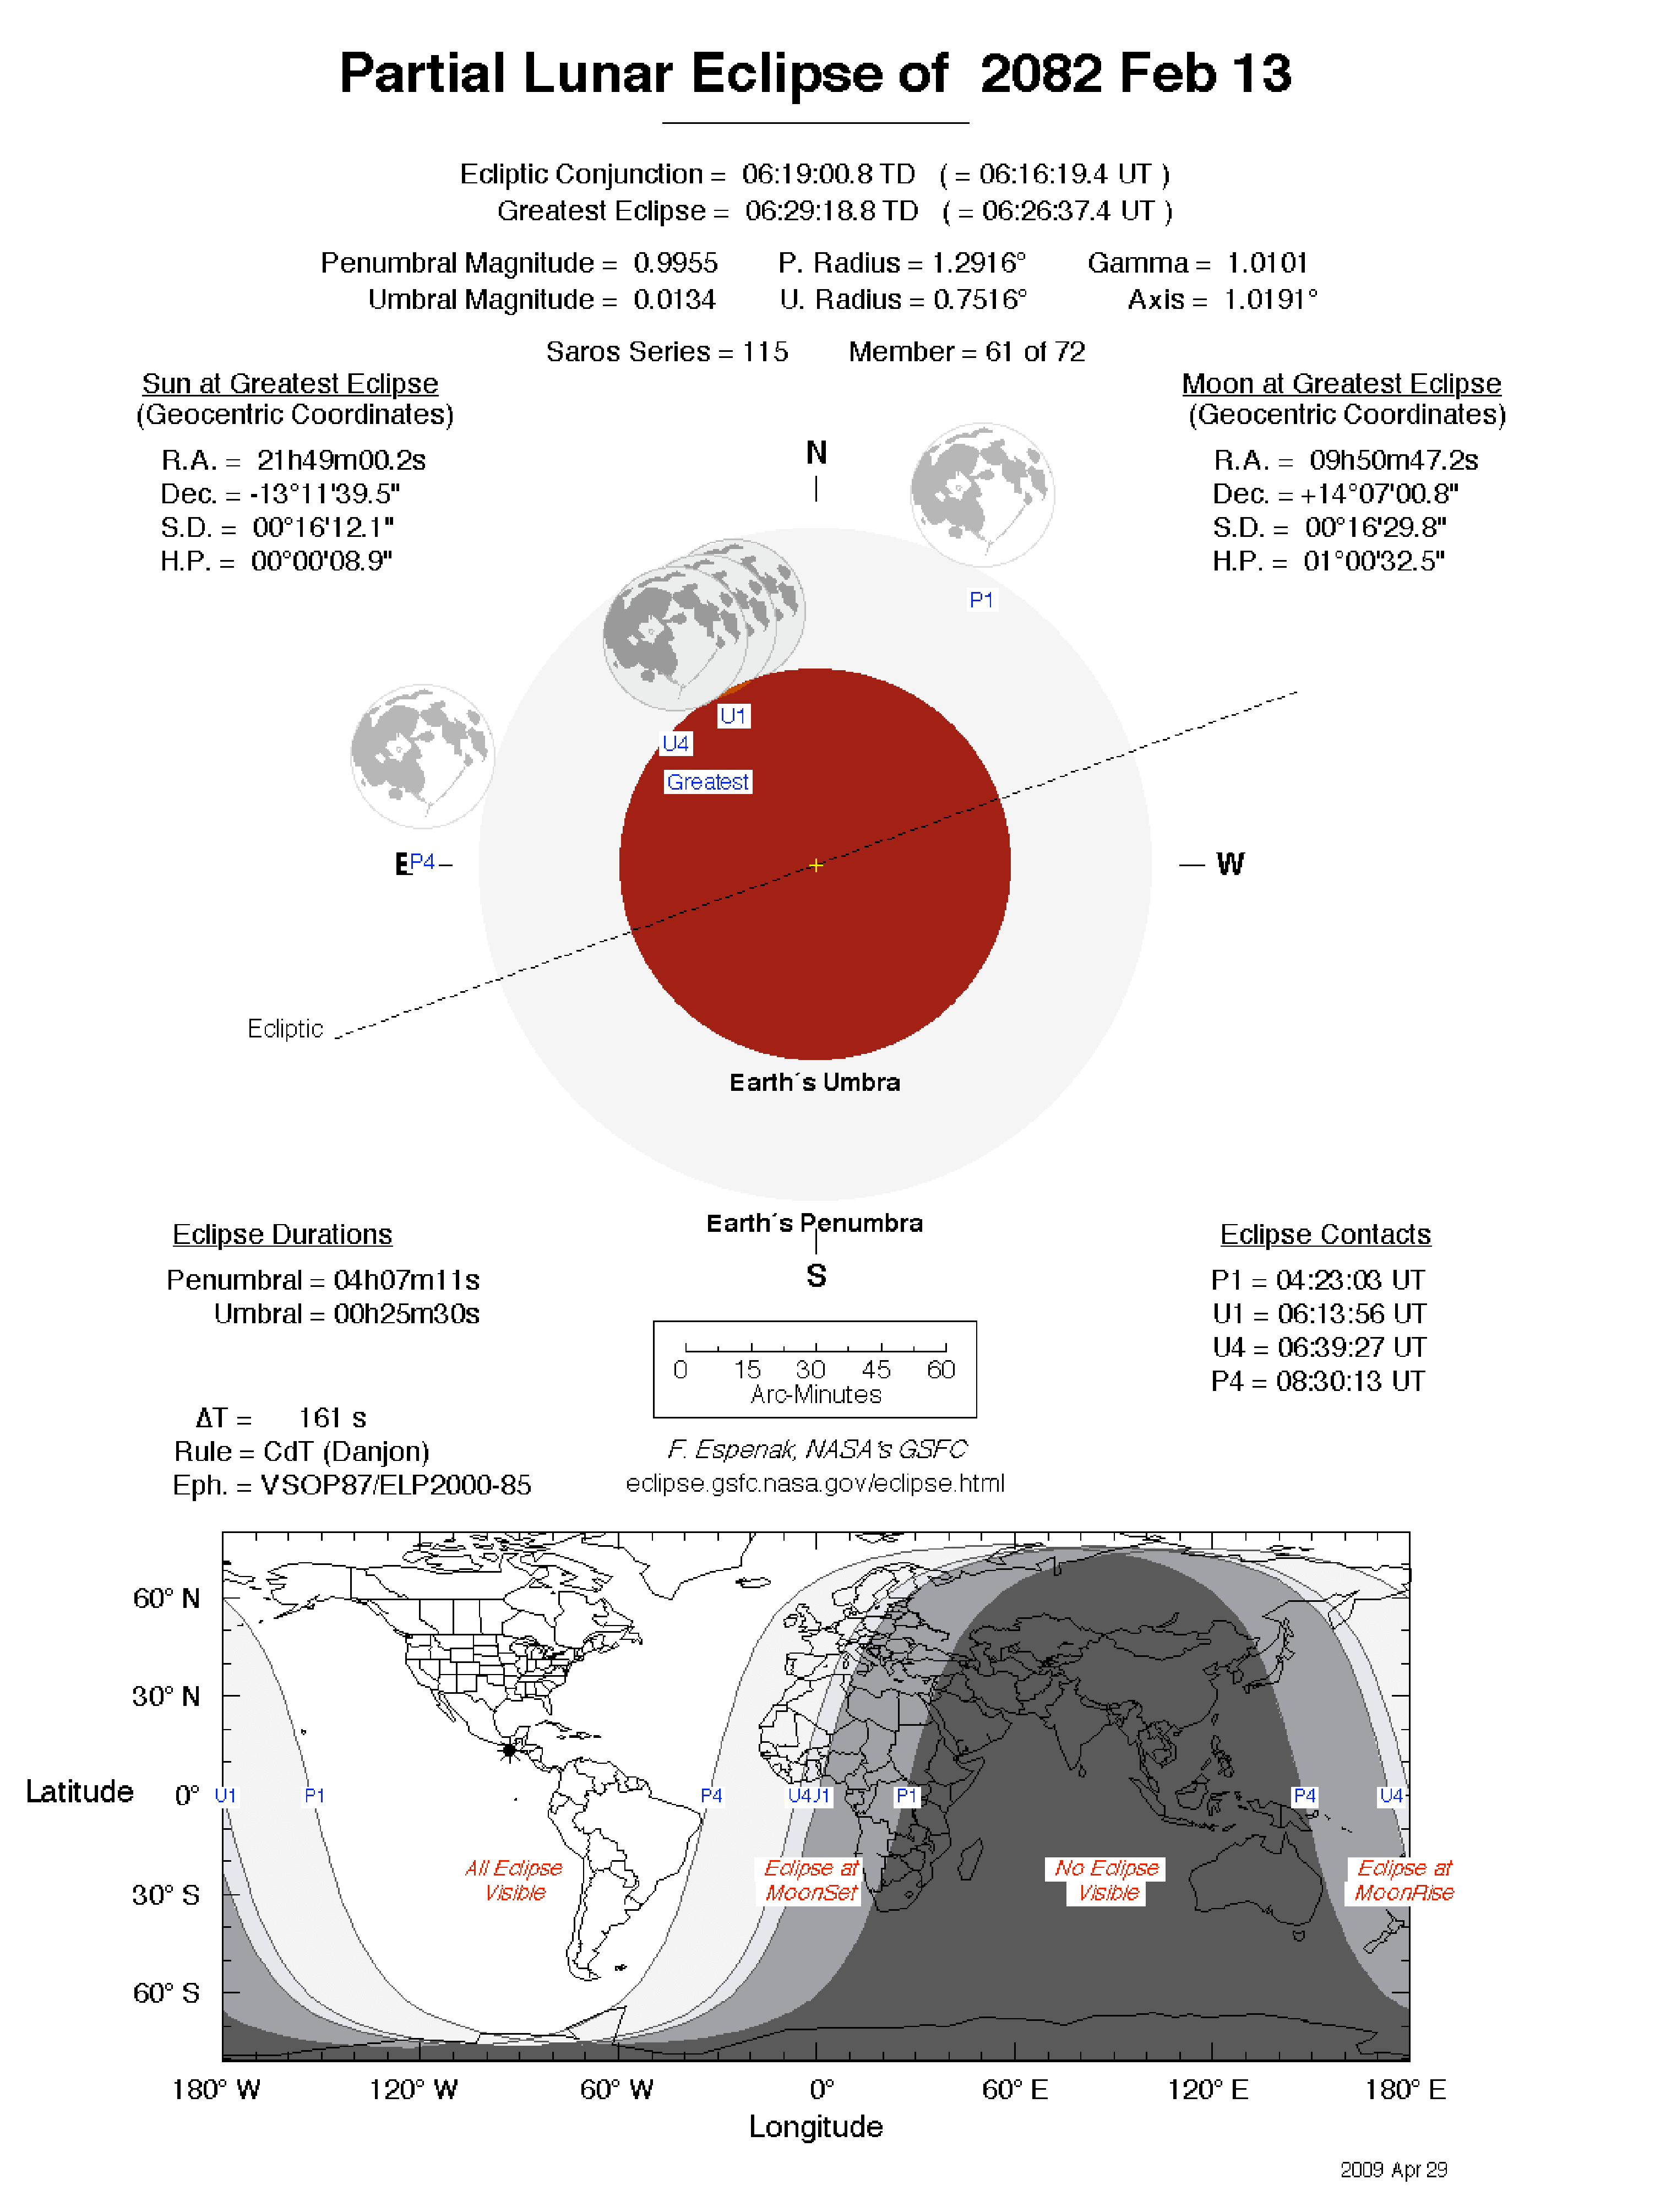 Partial Lunar Eclipse of 2082 Feb 13
Ecliptic Conjunction = 06:19:00.8 TD ( = 06:16:19.4 UT )
Greatest Eclipse = 06:29:18.8 TD ( = 06:26:37.4 UT )
Penumbral Magnitude = 0.9955 P. Radius = 1.2916° Gamma = 1.0101
Umbral Magnitude = 0.0134 U. Radius = 0.7516° Axis = 1.0191°
Saros Series = 115 Member = 61 of 72
Sun at Greatest Eclipse
(Geocentric Coordinates)
R.A. = 21h49m00.2s
Dec. = -13°11'39.5"
S.D. = 00°16'12.1"
H.P. = 00°00'08.9"
Moon at Greatest Eclipse
(Geocentric Coordinates)
R.A. = 09h50m47.2s
Dec. = +14°07'00.8"
S.D. = 00°16'29.8"
H.P. = 01°00'32.5"
N
P1
U1
U4
Greatest
E P4
W
Ecliptic
Earth´s Umbra
Earth´s Penumbra
S
Eclipse Durations
Penumbral = 04h07m11s
Umbral = 00h25m30s
Eclipse Contacts
P1 = 04:23:03 UT
U1 = 06:13:56 UT
U4 = 06:39:27 UT
P4 = 08:30:13 UT
0 15 30 45 60
Arc-Minutes
ΔT = 161 s
Rule = CdT (Danjon)
Eph. = VSOP87/ELP2000-85
F. Espenak, NASA's GSFC
eclipse.gsfc.nasa.gov/eclipse.html
60° N
30° N
Latitude 0°
30° S
60° S
U1 P1 P4 U4 U1 P1 P4 U4
All Eclipse
Visible
Eclipse at
MoonSet
No Eclipse
Visible
Eclipse at
MoonRise
180° W 120° W 60° W 0° 60° E 120° E 180° E
Longitude
2009 Apr 29